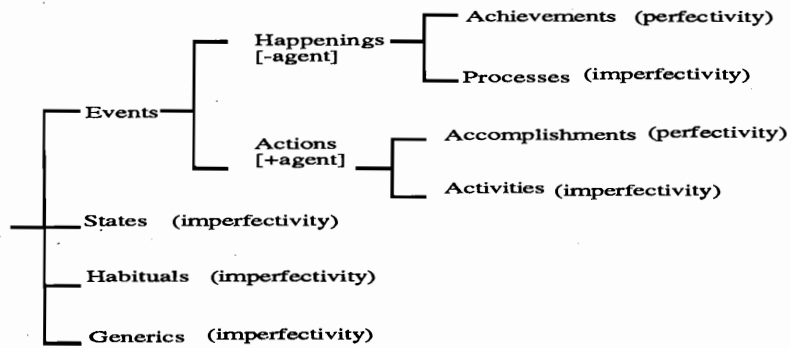 Achievements (perfectivity)
Happenings
[-agent]
Processes (imperfectivity)
Events
Accomplishments (perfectivity)
Actions
[+agent]
Activities (imperfectivity)
States (imperfectivity)
Habituals (imperfectivity)
Generics (imperfectivity)